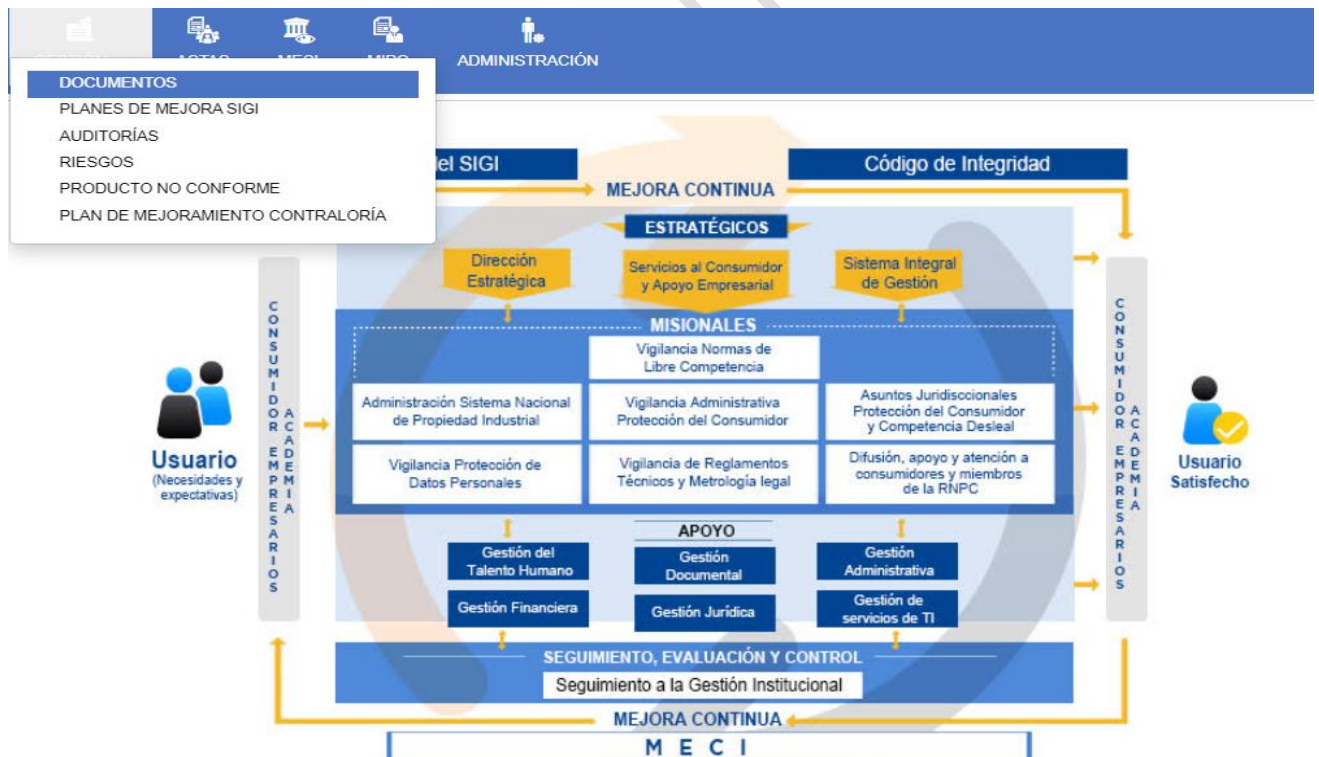 ADMINISTRACIÓN
DOCUMENTOS
PLANES DE MEJORA SIGI
AUDITORÍAS
RIESGOS
PRODUCTO NO CONFORME
PLAN DE MEJORAMIENTO CONTRALORÍA
del SIGI
Código de Integridad
MEJORA CONTINUA
ESTRATÉGICOS
Dirección
Estratégica
Servicios al Consumidor
y Apoyo Empresarial
Sistema Integral
de Gestión
MISIONALES
Vigilancia Normas de
Libre Competencia
Administración Sistema Nacional
de Propiedad Industrial
Vigilancia Administrativa
Protección del Consumidor
Asuntos Juridisccionales
Protección del Consumidor
y Competencia Desleal
Vigilancia Protección de
Datos Personales
Vigilancia de Reglamentos
Técnicos y Metrología legal
Difusión, apoyo y atención a
consumidores y miembros
de la RNPC
APOYO
Gestión del
Talento Humano
Gestión
Documental
Gestión
Administrativa
Gestión Financiera
Gestión Jurídica
Gestión de
servicios de TI
SEGUIMIENTO, EVALUACIÓN Y CONTROL
Seguimiento a la Gestión Institucional
MEJORA CONTINUA
M E C I
Usuario
(Necesidades y
expectativas)
CONSUMIDOR EMPRESARIOS
ACADEMIA
CONSUMIDOR EMPRESARIOS
ACADEMIA
Usuario
Satisfecho